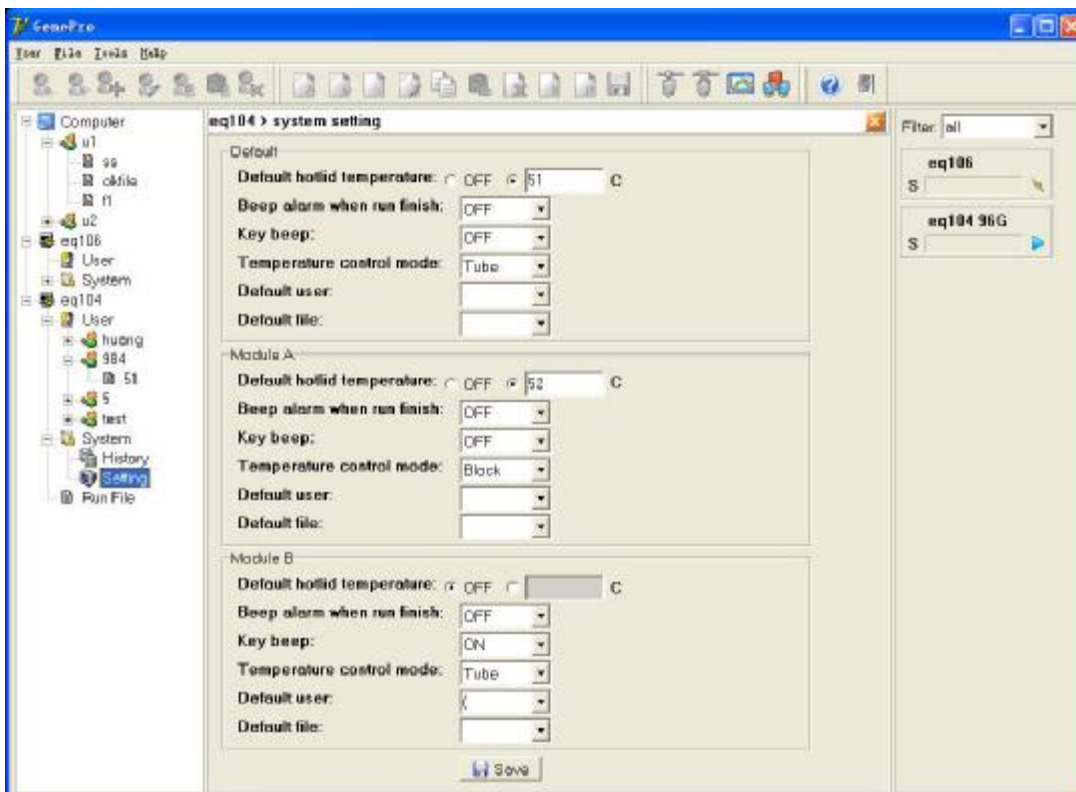 GenePro
User File Tools Help
eq104 > system setting
Filter: all
Computer
u1
ss
okfile
f1
u2
eq106
User
System
eq104
User
huang
984
51
5
test
System
History
Setting
Run File
Default
Default hotlid temperature: OFF 51 C
Beep alarm when run finish: OFF
Key beep: OFF
Temperature control mode: Tube
Default user:
Default file:
Module A
Default hotlid temperature: OFF 52 C
Beep alarm when run finish: OFF
Key beep: OFF
Temperature control mode: Block
Default user:
Default file:
Module B
Default hotlid temperature: OFF C
Beep alarm when run finish: OFF
Key beep: ON
Temperature control mode: Tube
Default user: (
Default file:
Save
eq106
S
eq104 96G
S